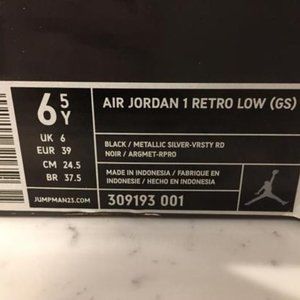 6 5 Y
AIR JORDAN 1 RETRO LOW (GS)
UK 6
EUR 39
CM 24.5
BR 37.5
BLACK / METALLIC SILVER-VRSTY RD
NOIR / ARGMET-RPRO
MADE IN INDONESIA / FABRIQUE EN
INDONESIE / HECHO EN INDONESIA
JUMPMAN23.COM
309193 001